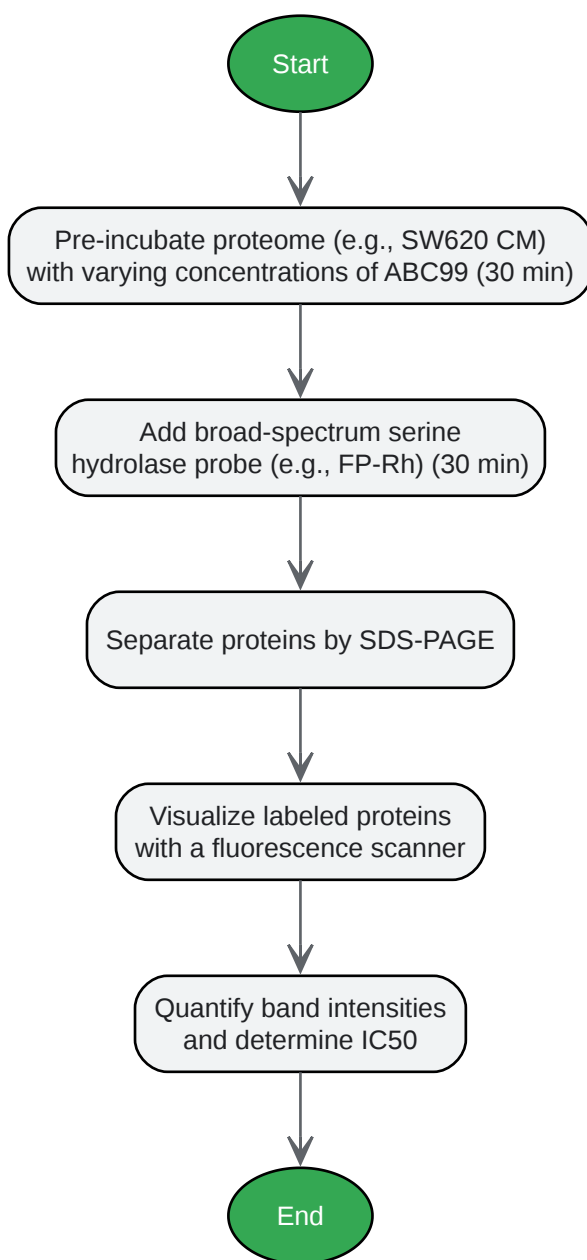 Start
Pre-incubate proteome (e.g., SW620 CM)
with varying concentrations of ABC99 (30 min)
Add broad-spectrum serine
hydrolase probe (e.g., FP-Rh) (30 min)
Separate proteins by SDS-PAGE
Visualize labeled proteins
with a fluorescence scanner
Quantify band intensities
and determine IC50
End